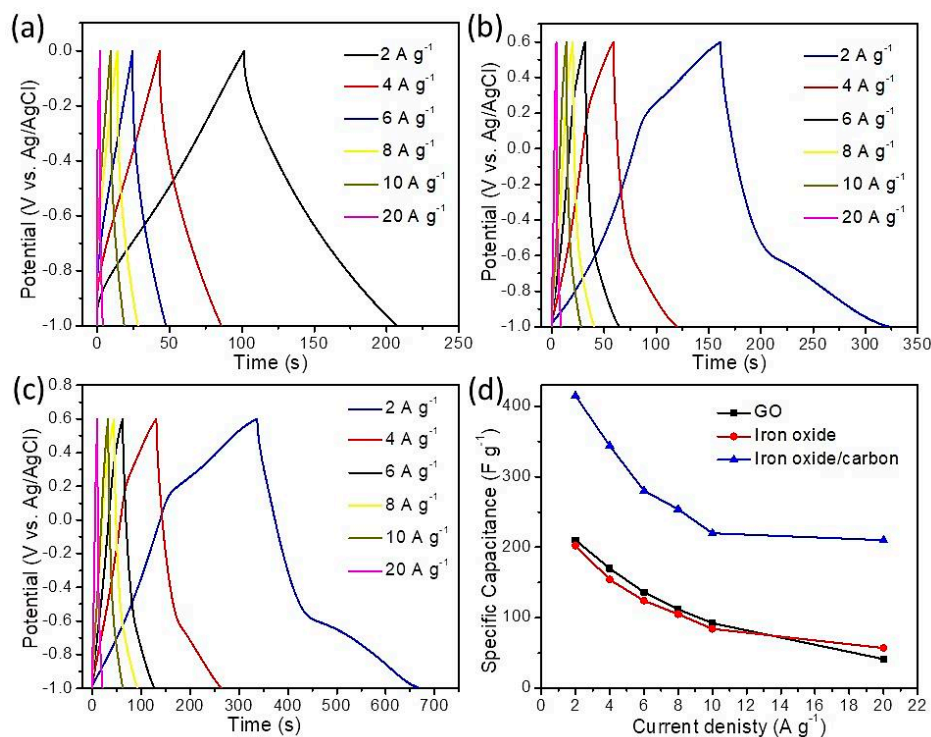 (a)
0.0
-0.2
-0.4
-0.6
-0.8
-1.0
Potential (V vs. Ag/AgCl)
2 A g⁻¹
4 A g⁻¹
6 A g⁻¹
8 A g⁻¹
10 A g⁻¹
20 A g⁻¹
0 50 100 150 200 250
Time (s)
(b)
0.6
0.4
0.2
0.0
-0.2
-0.4
-0.6
-0.8
-1.0
Potential (V vs. Ag/AgCl)
2 A g⁻¹
4 A g⁻¹
6 A g⁻¹
8 A g⁻¹
10 A g⁻¹
20 A g⁻¹
0 50 100 150 200 250 300 350
Time (s)
(c)
0.8
0.6
0.4
0.2
0.0
-0.2
-0.4
-0.6
-0.8
-1.0
Potential (V vs. Ag/AgCl)
2 A g⁻¹
4 A g⁻¹
6 A g⁻¹
8 A g⁻¹
10 A g⁻¹
20 A g⁻¹
0 100 200 300 400 500 600 700
Time (s)
(d)
400
300
200
100
0
Specific Capacitance (F g⁻¹)
GO
Iron oxide
Iron oxide/carbon
0 2 4 6 8 10 12 14 16 18 20 22
Current denisty (A g⁻¹)